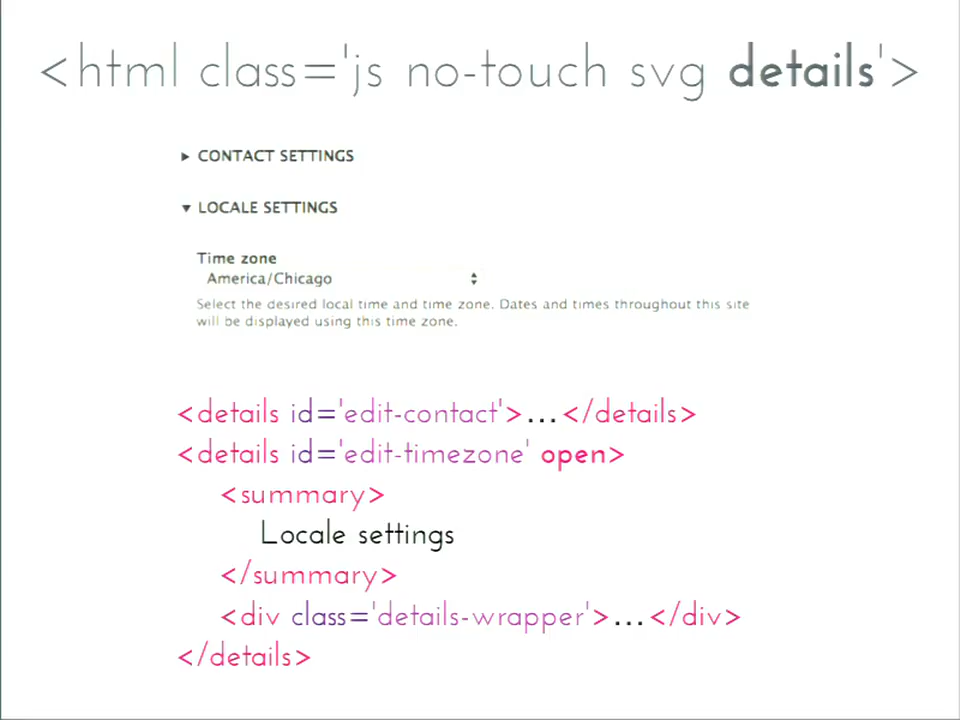 <html class='js no-touch svg details'>
CONTACT SETTINGS
LOCALE SETTINGS
Time zone
America/Chicago
Select the desired local time and time zone. Dates and times throughout this site
will be displayed using this time zone.
<details id='edit-contact'>...</details>
<details id='edit-timezone' open>
<summary>
Locale settings
</summary>
<div class='details-wrapper'>...</div>
</details>